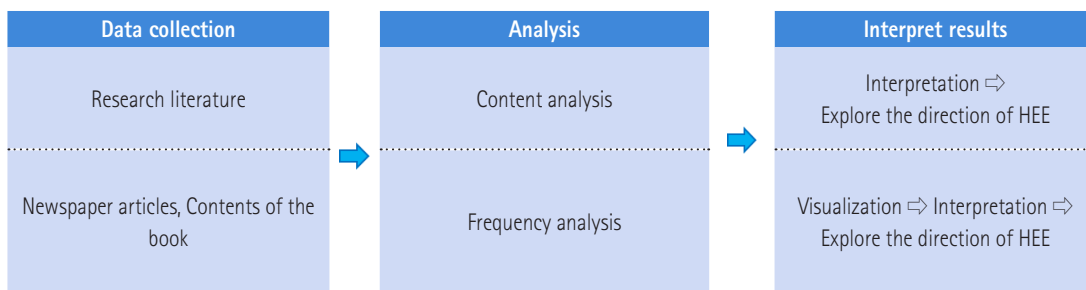 Data collection
Research literature
Newspaper articles, Contents of the
book
Analysis
Content analysis
Frequency analysis
Interpret results
Interpretation ⇨
Explore the direction of HEE
Visualization ⇨ Interpretation ⇨
Explore the direction of HEE